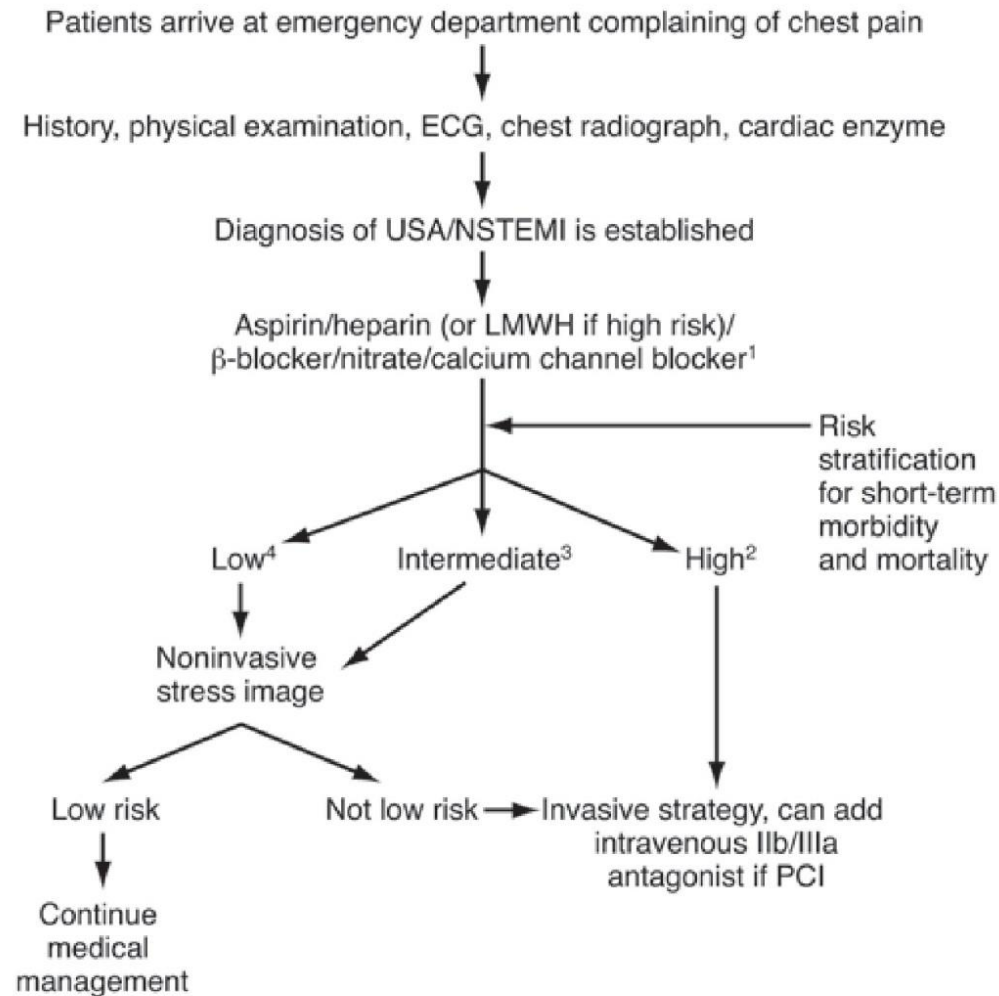 Patients arrive at emergency department complaining of chest pain
History, physical examination, ECG, chest radiograph, cardiac enzyme
Diagnosis of USA/NSTEMI is established
Aspirin/heparin (or LMWH if high risk)/
β-blocker/nitrate/calcium channel blocker¹
Risk
stratification
for short-term
morbidity
and mortality
Low⁴
Intermediate³
High²
Noninvasive
stress image
Low risk
Not low risk
Invasive strategy, can add
intravenous IIb/IIIa
antagonist if PCI
Continue
medical
management